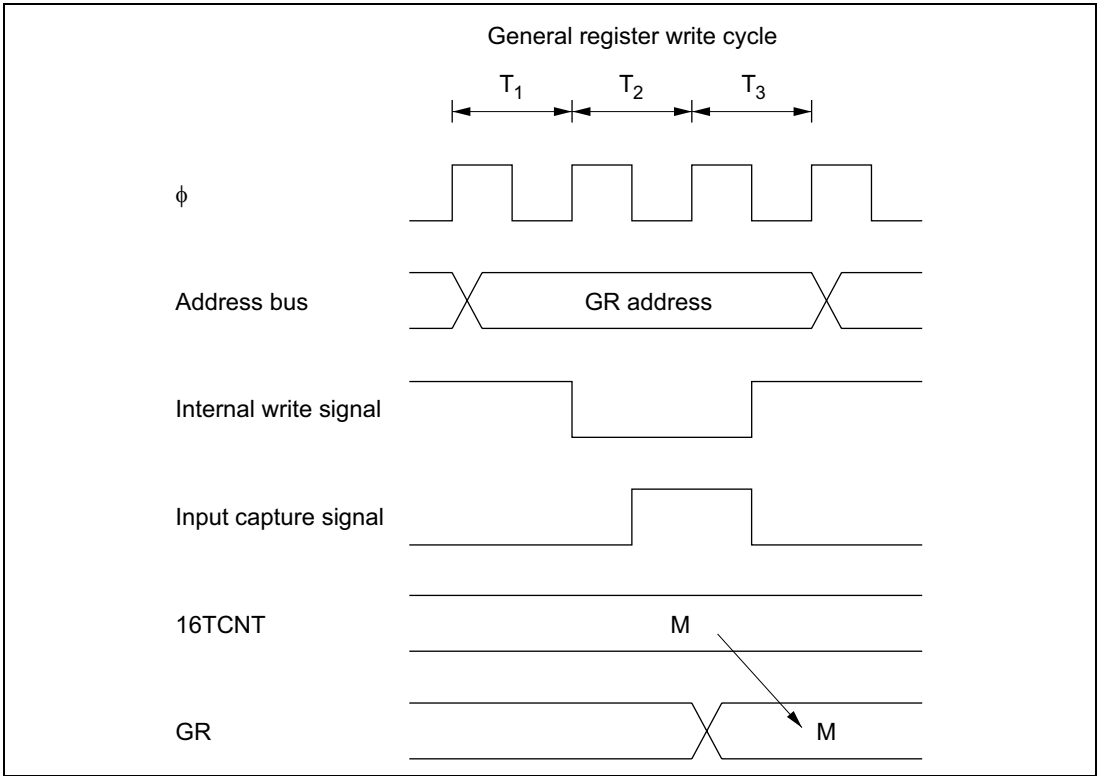 General register write cycle
T1 T2 T3
ϕ
Address bus GR address
Internal write signal
Input capture signal
16TCNT M
GR M